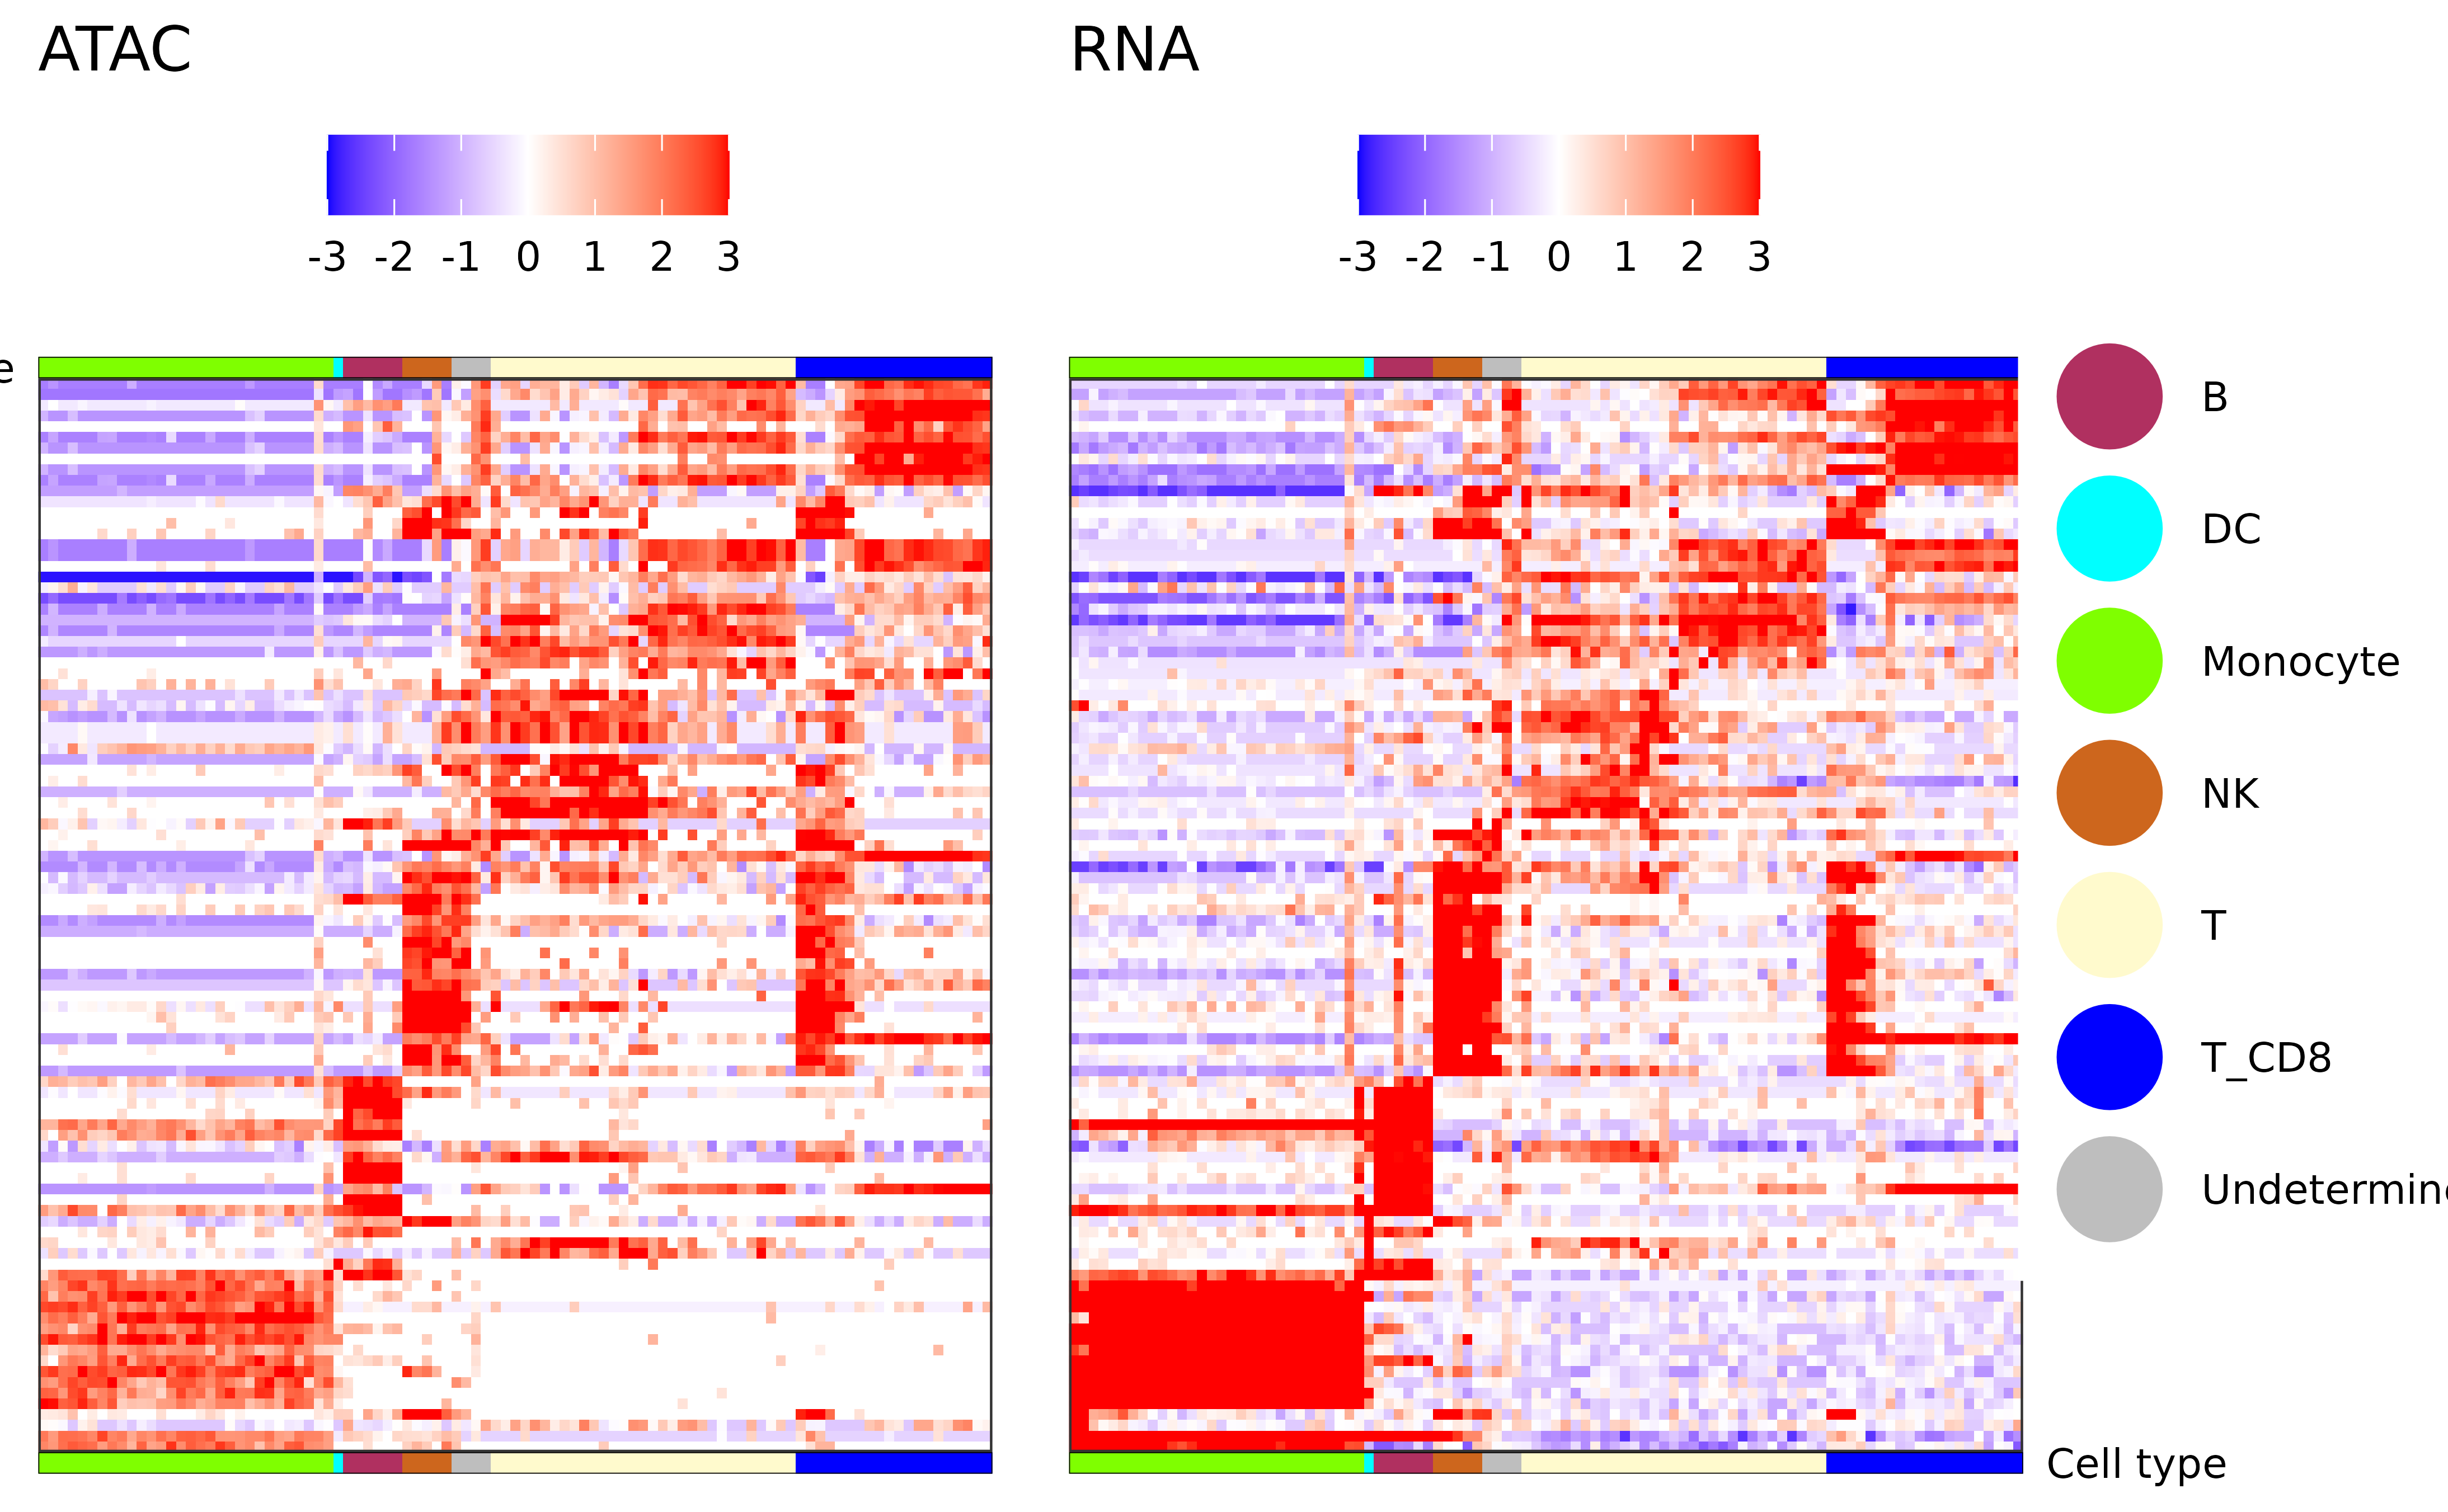 ATAC
RNA
-3 -2 -1 0 1 2 3
-3 -2 -1 0 1 2 3
B
DC
Monocyte
NK
T
T_CD8
Cell type